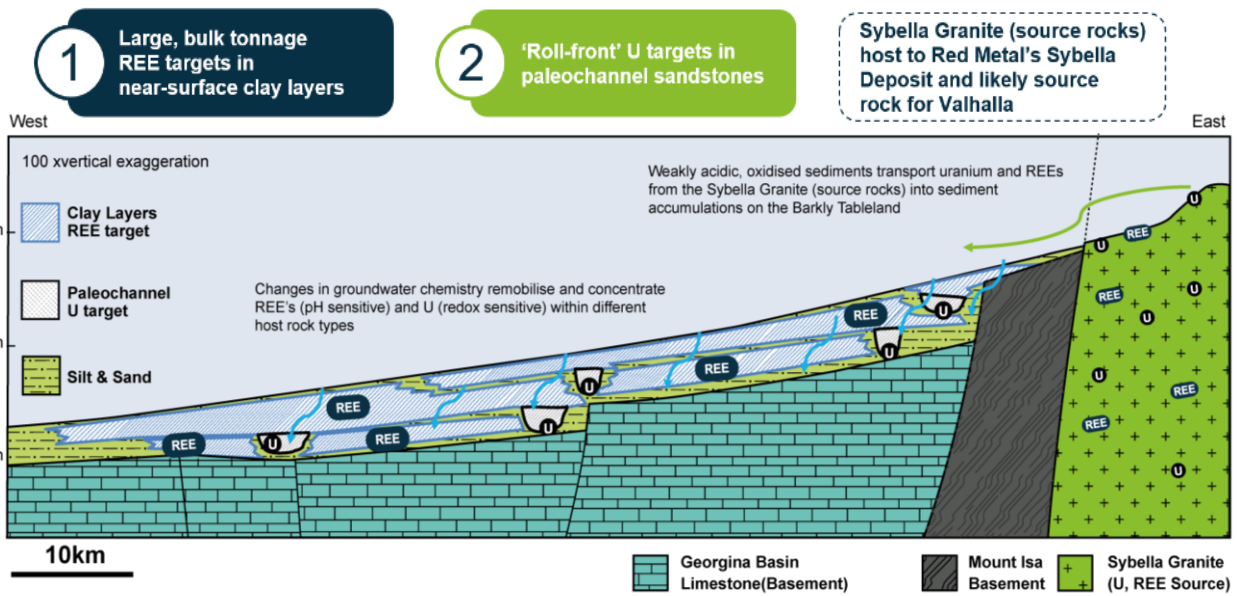 1
Large, bulk tonnage
REE targets in
near-surface clay layers
2
‘Roll-front’ U targets in
paleochannel sandstones
Sybella Granite (source rocks)
host to Red Metal’s Sybella
Deposit and likely source
rock for Valhalla
West
East
100 xvertical exaggeration
Weakly acidic, oxidised sediments transport uranium and REEs
from the Sybella Granite (source rocks) into sediment
accumulations on the Barkly Tableland
Clay Layers
REE target
Changes in groundwater chemistry remobilise and concentrate
REE's (pH sensitive) and U (redox sensitive) within different
host rock types
Paleochannel
U target
Silt & Sand
U
REE
U
REE
U
U
U
REE
U
REE
U
REE
U
U
REE
REE
U
REE
REE
REE
U
U
10km
Georgina Basin
Limestone(Basement)
Mount Isa
Basement
Sybella Granite
(U, REE Source)